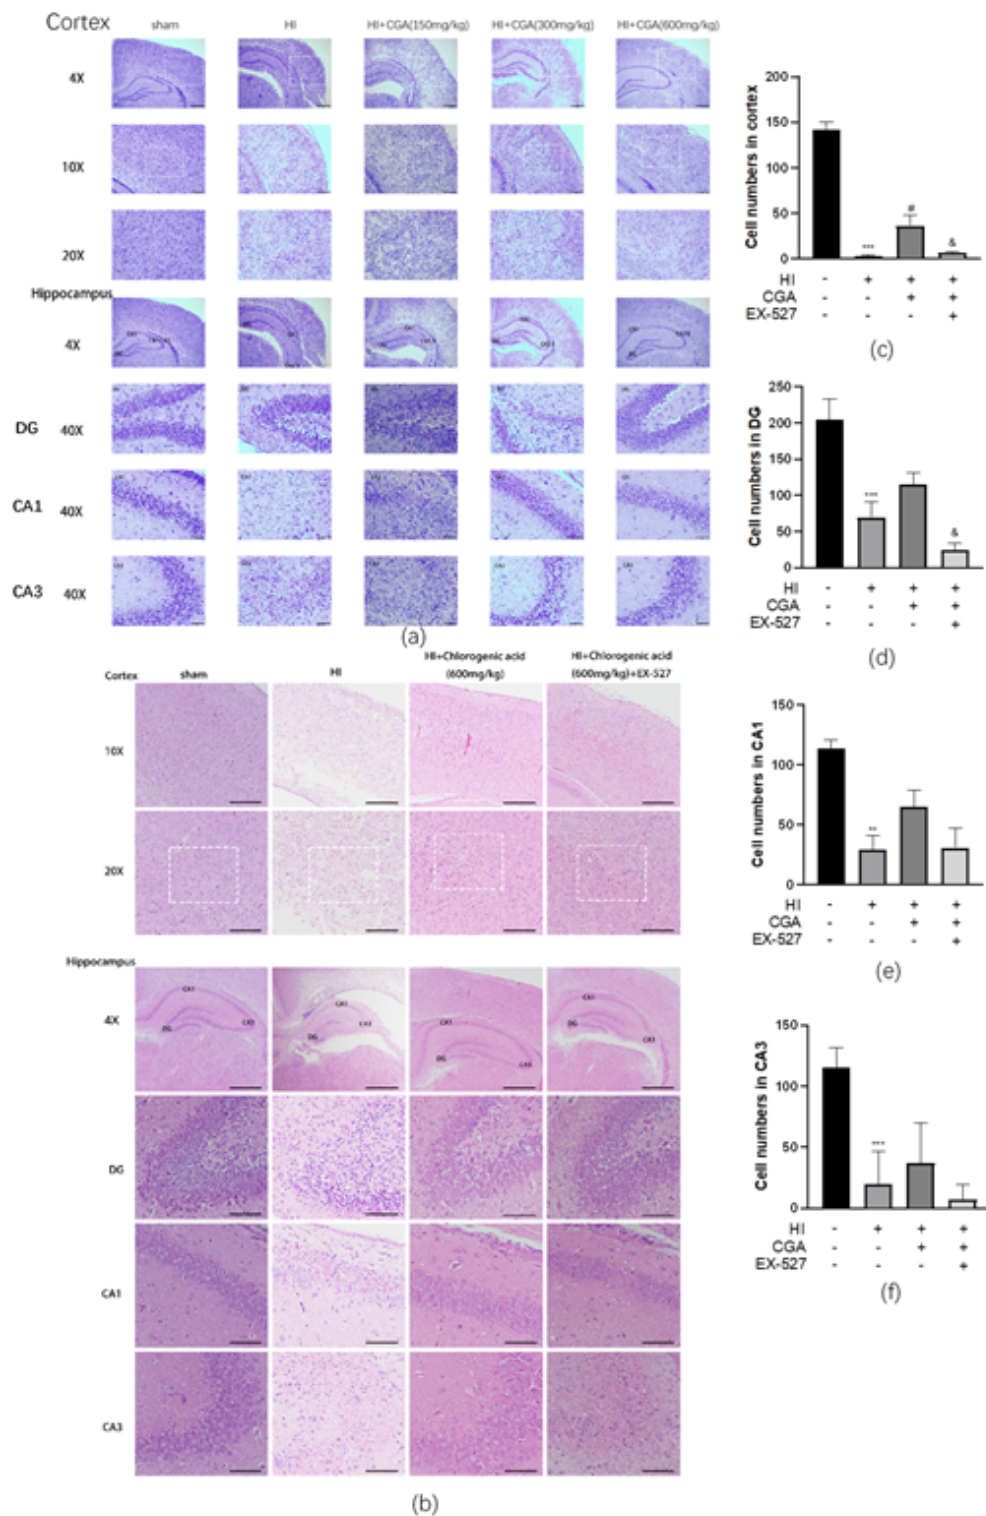 Cortex
sham HI HI+CGA(150mg/kg) HI+CGA(300mg/kg) HI+CGA(600mg/kg)
4X
10X
20X
Hippocampus
4X
DG 40X
CA1 40X
CA3 40X
(a)
Cortex sham HI HI+Chlorogenic acid (600mg/kg) HI+Chlorogenic acid (600mg/kg)+EX-527
10X
20X
Hippocampus
4X
CA1 CA3 DG
CA1 CA3 DG
CA1 DG CA3
CA1 DG CA3
DG
CA1
CA3
(b)
Cell numbers in cortex
200
150
100
50
0
*** # &
HI - + + +
CGA - - + +
EX-527 - - - +
(c)
Cell numbers in DG
250
200
150
100
50
0
*** &
HI - + + +
CGA - - + +
EX-527 - - - +
(d)
Cell numbers in CA1
150
100
50
0
**
HI - + + +
CGA - - + +
EX-527 - - - +
(e)
Cell numbers in CA3
150
100
50
0
***
HI - + + +
CGA - - + +
EX-527 - - - +
(f)